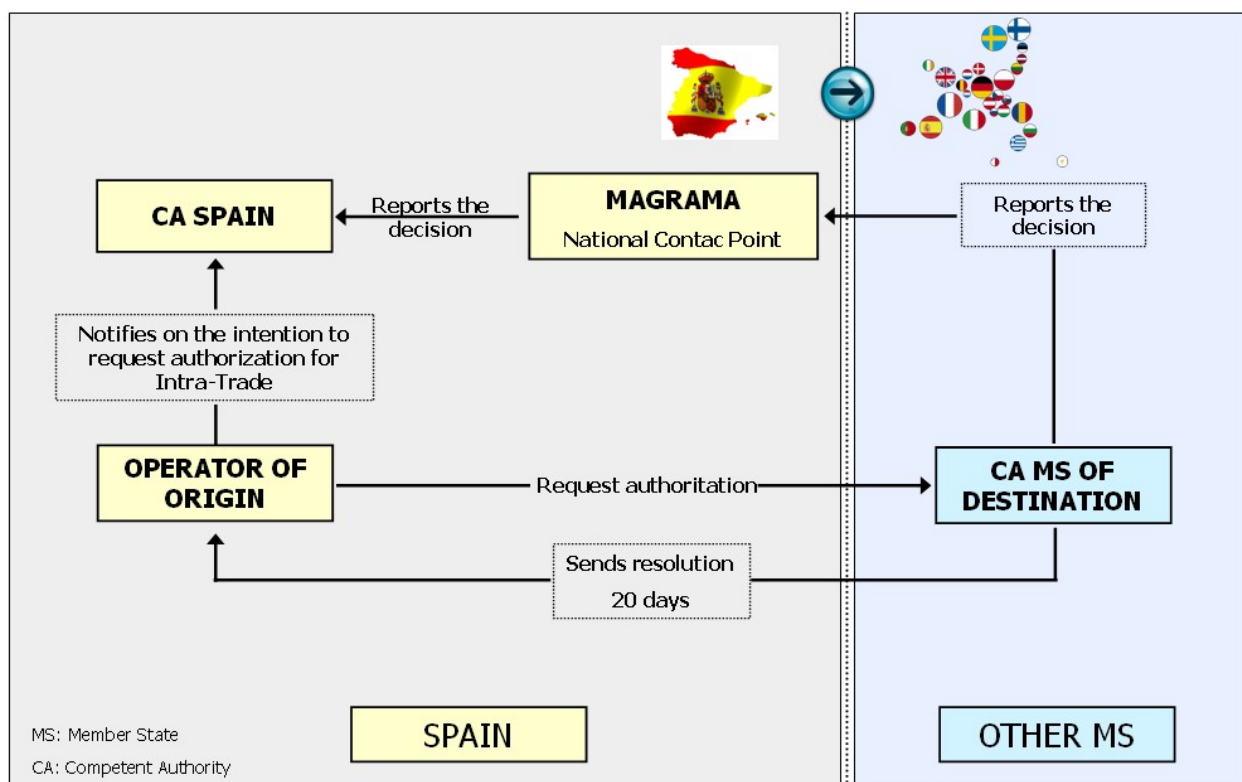 CA SPAIN
Reports the
decision
MAGRAMA
National Contac Point
Reports the
decision
Notifies on the intention to
request authorization for
Intra-Trade
OPERATOR OF
ORIGIN
Request authoritation
CA MS OF
DESTINATION
Sends resolution
20 days
MS: Member State
CA: Competent Authority
SPAIN
OTHER MS